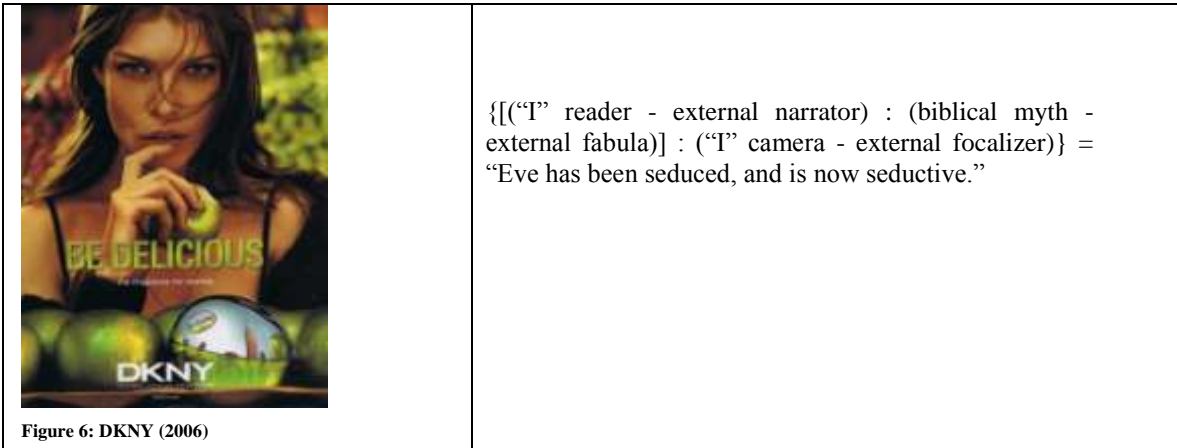 BE DELICIOUS
DKNY
Figure 6: DKNY (2006)
{[(“I” reader - external narrator) : (biblical myth -
external fabula)] : (“I” camera - external focalizer)} =
“Eve has been seduced, and is now seductive.”